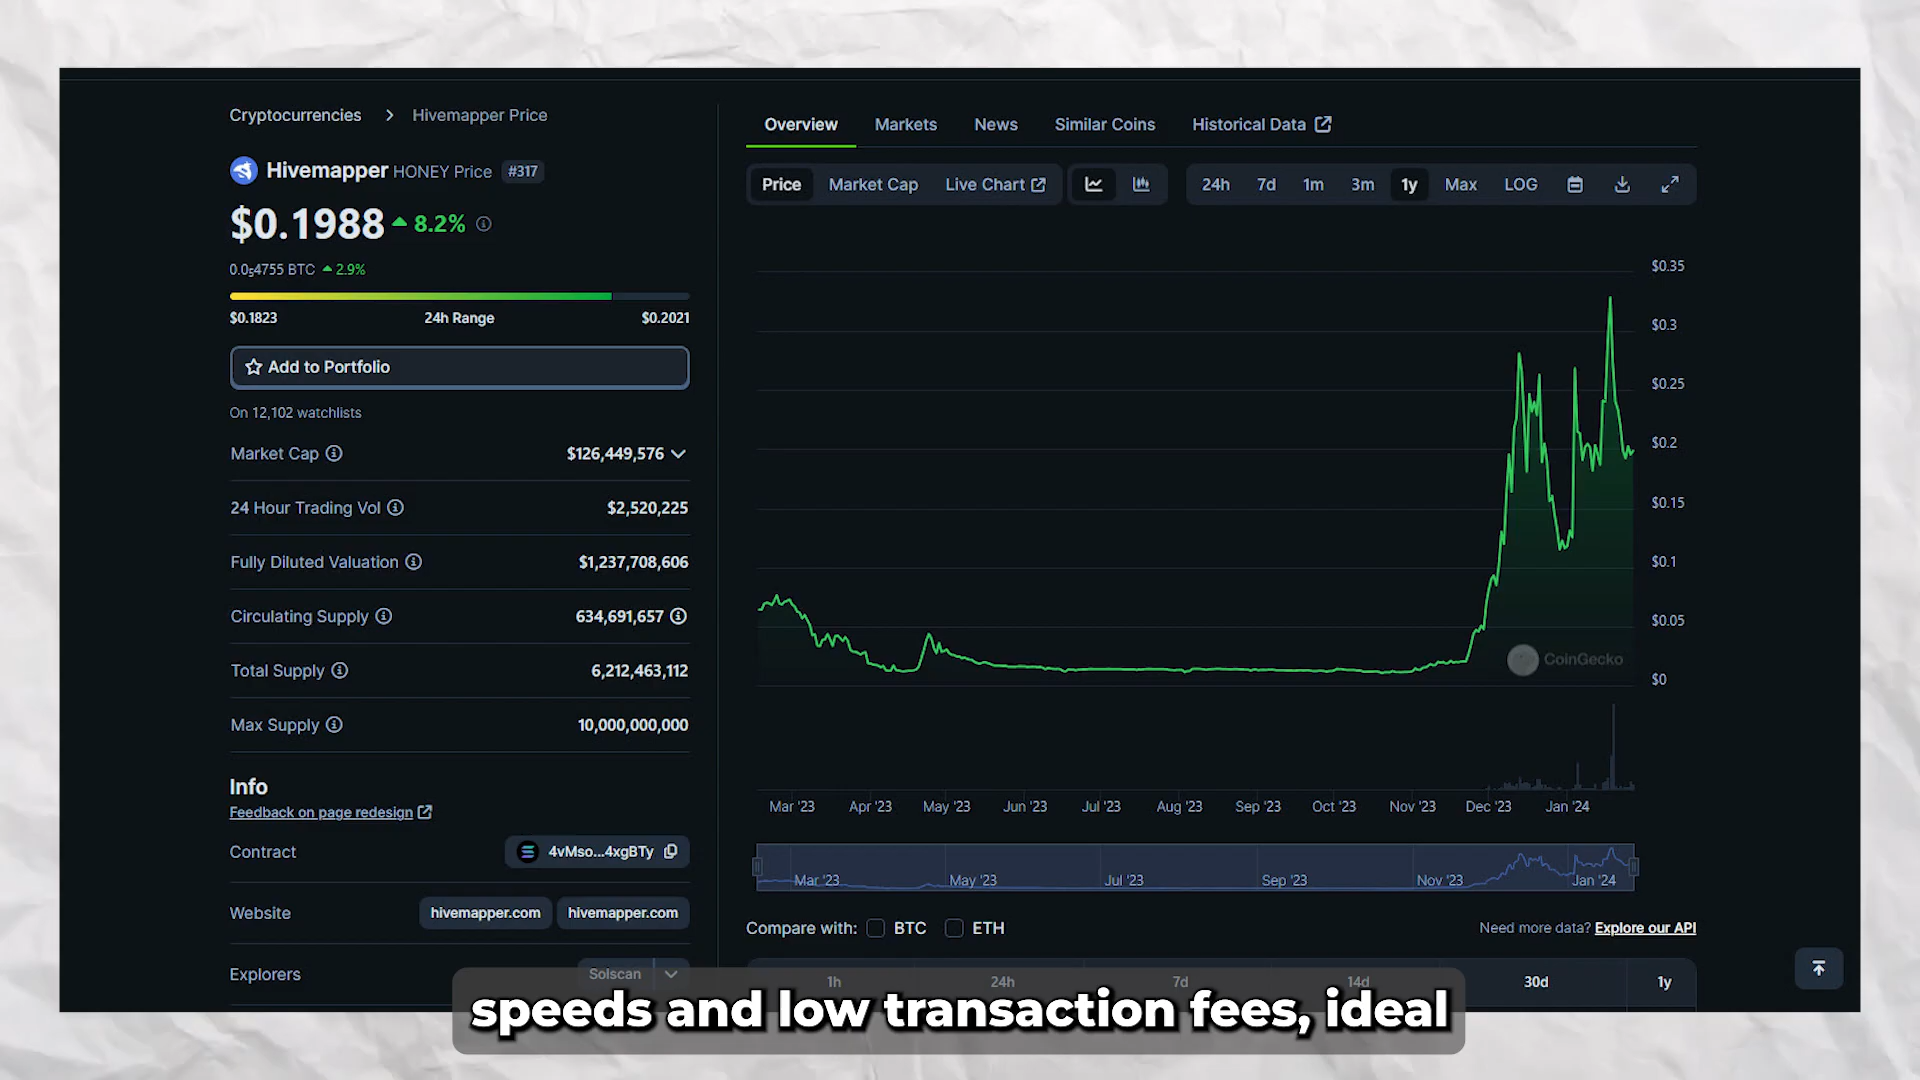 Cryptocurrencies > Hivemapper Price
Hivemapper HONEY Price #317
$0.1988 8.2%
0.0₅4755 BTC 2.9%
$0.1823 24h Range $0.2021
Add to Portfolio
On 12,102 watchlists
Market Cap $126,449,576
24 Hour Trading Vol $2,520,225
Fully Diluted Valuation $1,237,708,606
Circulating Supply 634,691,657
Total Supply 6,212,463,112
Max Supply 10,000,000,000
Info
Feedback on page redesign
Contract 4vMso...4xgBTy
Website hivemapper.com hivemapper.com
Explorers Solscan
Overview Markets News Similar Coins Historical Data
Price Market Cap Live Chart 24h 7d 1m 3m 1y Max LOG
$0.35
$0.3
$0.25
$0.2
$0.15
$0.1
$0.05
$0
CoinGecko
Mar '23 Apr '23 May '23 Jun '23 Jul '23 Aug '23 Sep '23 Oct '23 Nov '23 Dec '23 Jan '24
Mar '23 May '23 Jul '23 Sep '23 Nov '23 Jan '24
Compare with: BTC ETH Need more data? Explore our API
1h 24h 7d 14d 30d 1y
speeds and low transaction fees, ideal